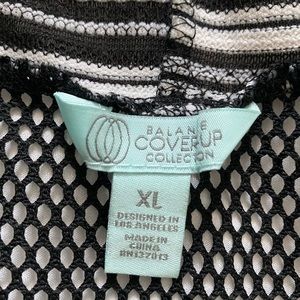 BALANCE
COVERUP
COLLECTION
XL
DESIGNED IN
LOS ANGELES
MADE IN
CHINA
RN137013